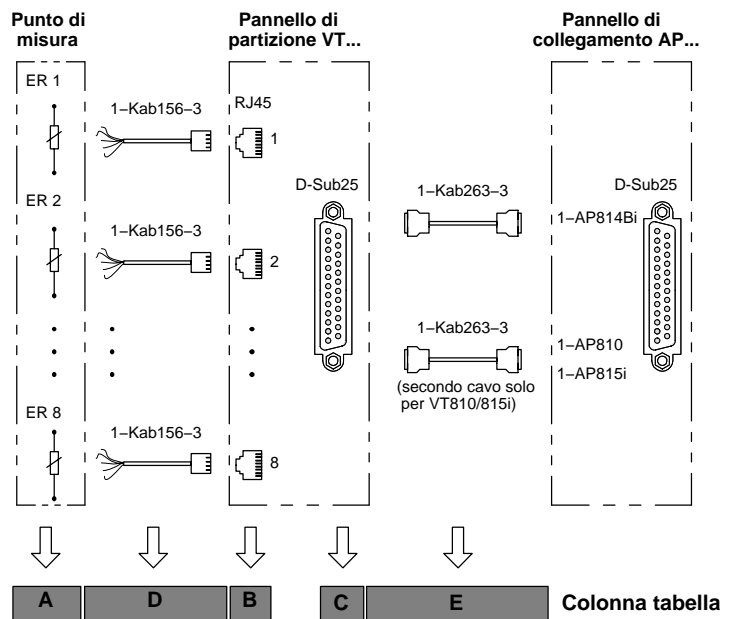 Punto di
misura
Pannello di
partizione VT...
Pannello di
collegamento AP...
ER 1
1–Kab156–3
RJ45
1
D-Sub25
1–Kab263–3
D-Sub25
ER 2
1–Kab156–3
2
1–AP814Bi
1–Kab263–3
1–AP810
1–AP815i
(secondo cavo solo
per VT810/815i)
ER 8
1–Kab156–3
8
A
D
B
C
E
Colonna tabella